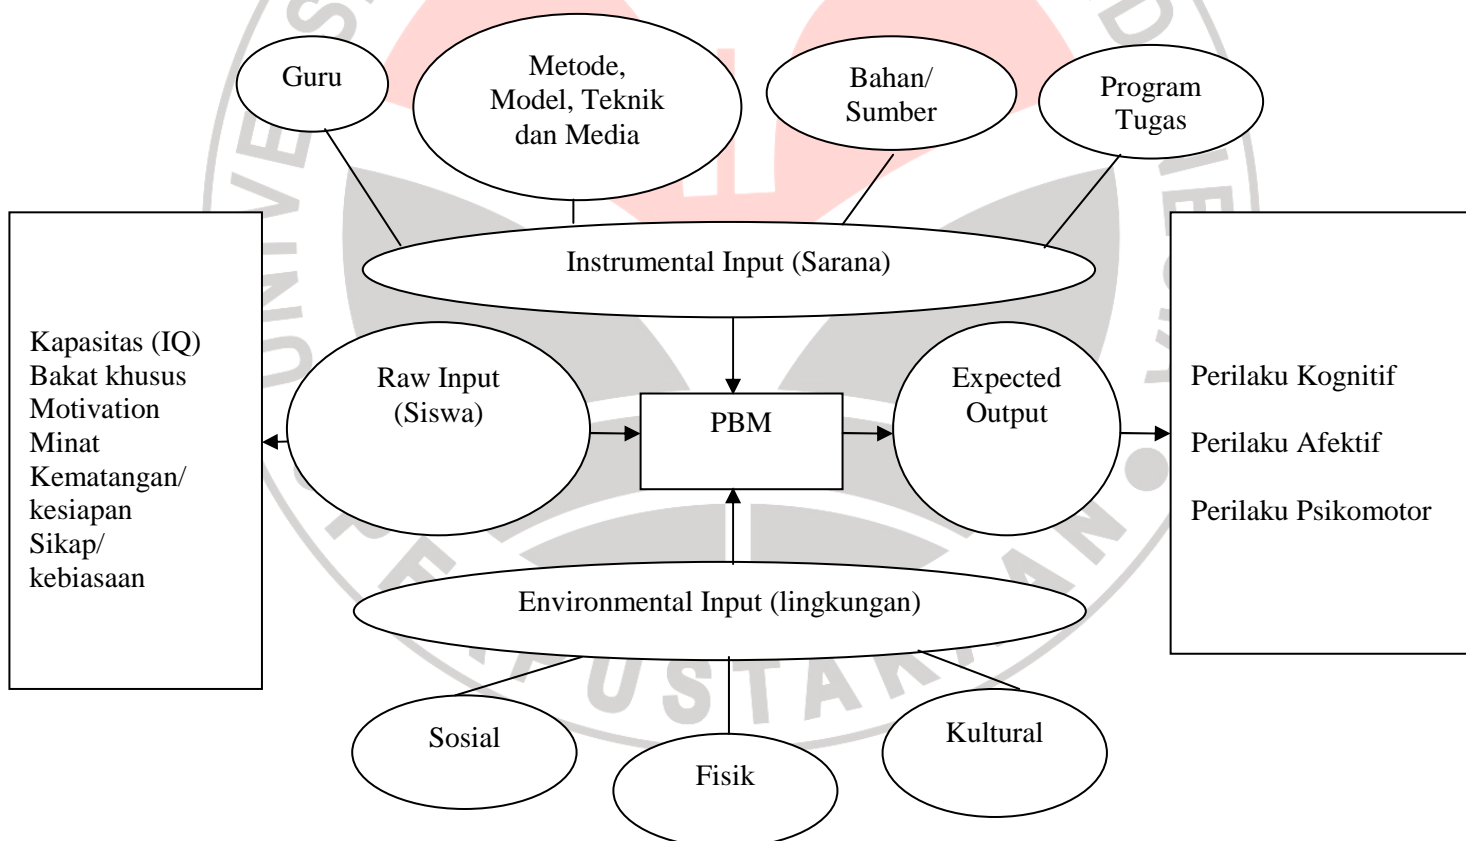 Guru
Metode,
Model, Teknik
dan Media
Bahan/
Sumber
Program
Tugas
Instrumental Input (Sarana)
Kapasitas (IQ)
Bakat khusus
Motivation
Minat
Kematangan/
kesiapan
Sikap/
kebiasaan
Raw Input
(Siswa)
PBM
Expected
Output
Perilaku Kognitif
Perilaku Afektif
Perilaku Psikomotor
Environmental Input (lingkungan)
Sosial
Fisik
Kultural